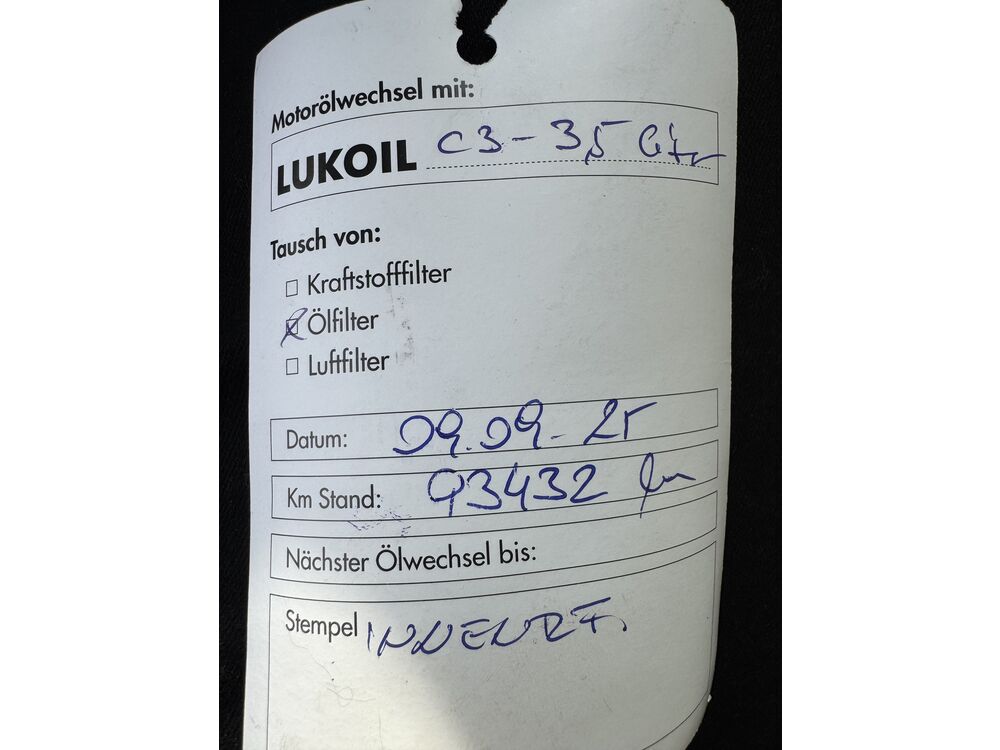 Motorölwechsel mit:
LUKOIL C3 - 3,5 Ltr
Tausch von:
Kraftstofffilter
Ölfilter
Luftfilter
Datum: 09.09-25
Km Stand: 93432 km
Nächster Ölwechsel bis:
Stempel